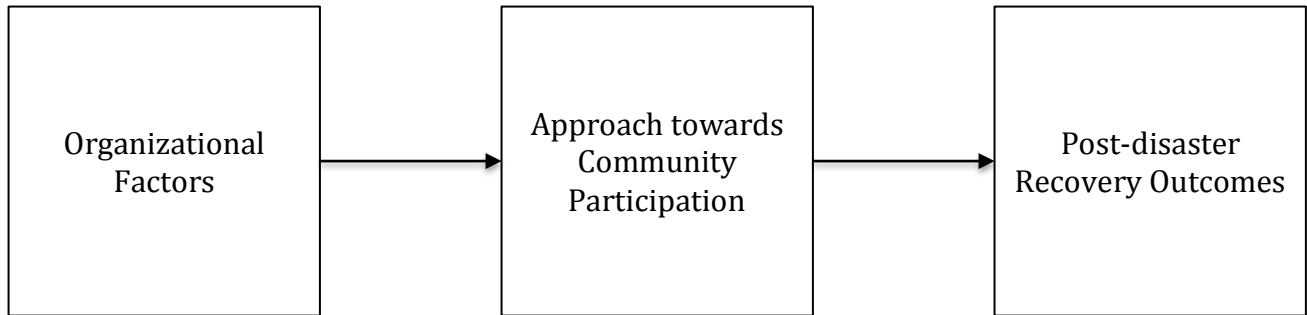 Organizational
Factors
Approach towards
Community
Participation
Post-disaster
Recovery Outcomes